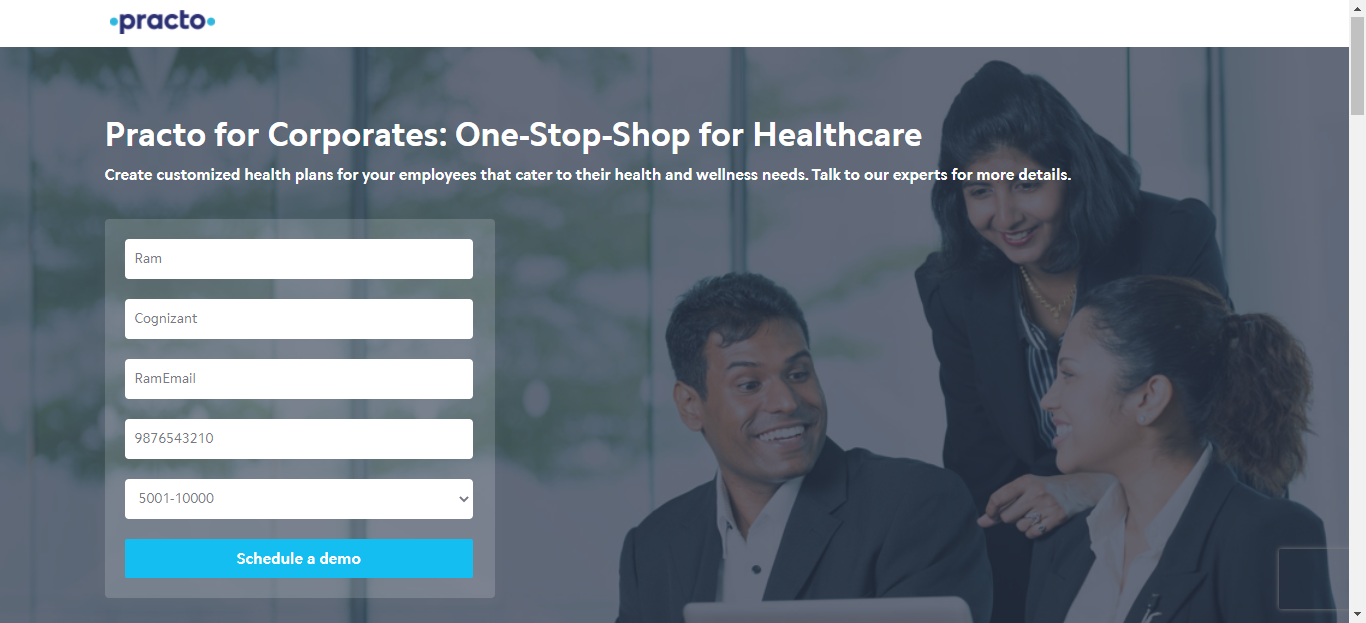 practo
Practo for Corporates: One-Stop-Shop for Healthcare
Create customized health plans for your employees that cater to their health and wellness needs. Talk to our experts for more details.
Ram
Cognizant
RamEmail
9876543210
5001-10000
Schedule a demo